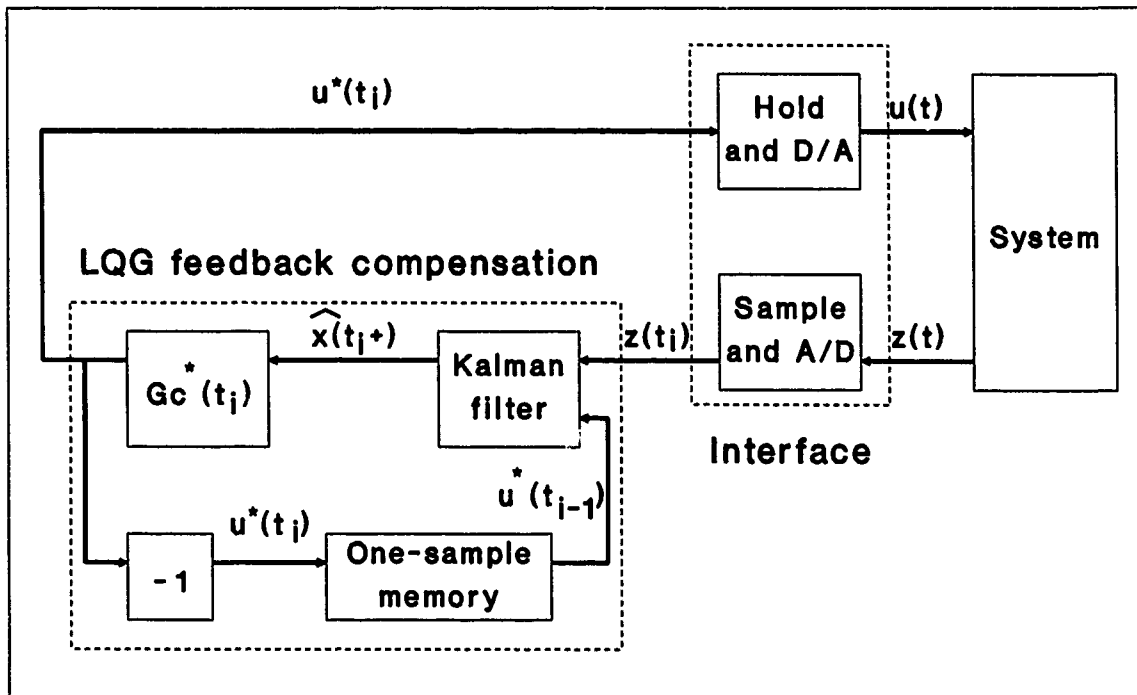 u*(ti)
Hold
and D/A
u(t)
System
LQG feedback compensation
Gc*(ti)
x̂(ti+)
Kalman
filter
z(ti)
Sample
and A/D
z(t)
Interface
u*(ti-1)
-1
u*(ti)
One-sample
memory